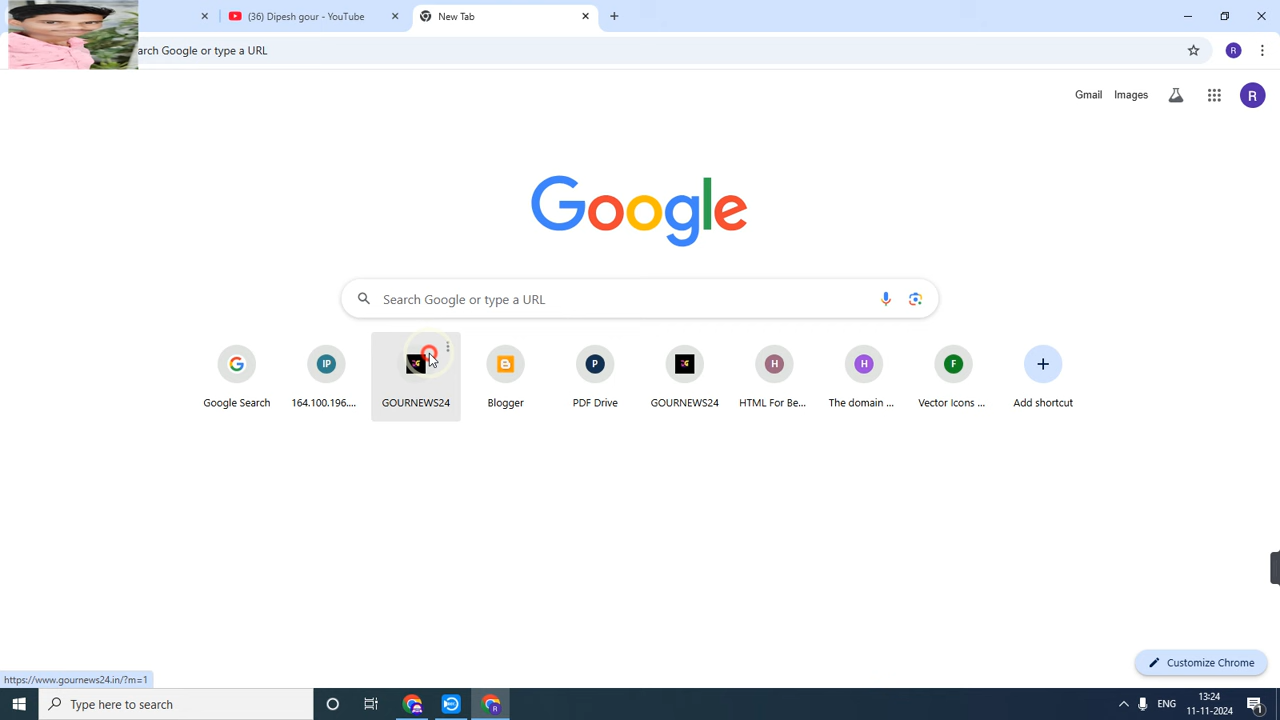 (36) Dipesh gour - YouTube
New Tab
arch Google or type a URL
R
Gmail
Images
R
Google
Search Google or type a URL
IP
B
P
H
H
F
Google Search
164.100.196....
GOURNEWS24
Blogger
PDF Drive
GOURNEWS24
HTML For Be...
The domain ...
Vector Icons ...
Add shortcut
Customize Chrome
https://www.gournews24.in/?m=1
Type here to search
R
ENG
13:24
11-11-2024